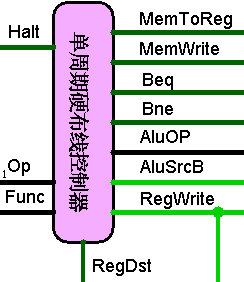 Halt
MemToReg
MemWrite
Beq
Bne
AluOP
1Op
AluSrcB
Func
RegWrite
RegDst
单周期硬布线控制器